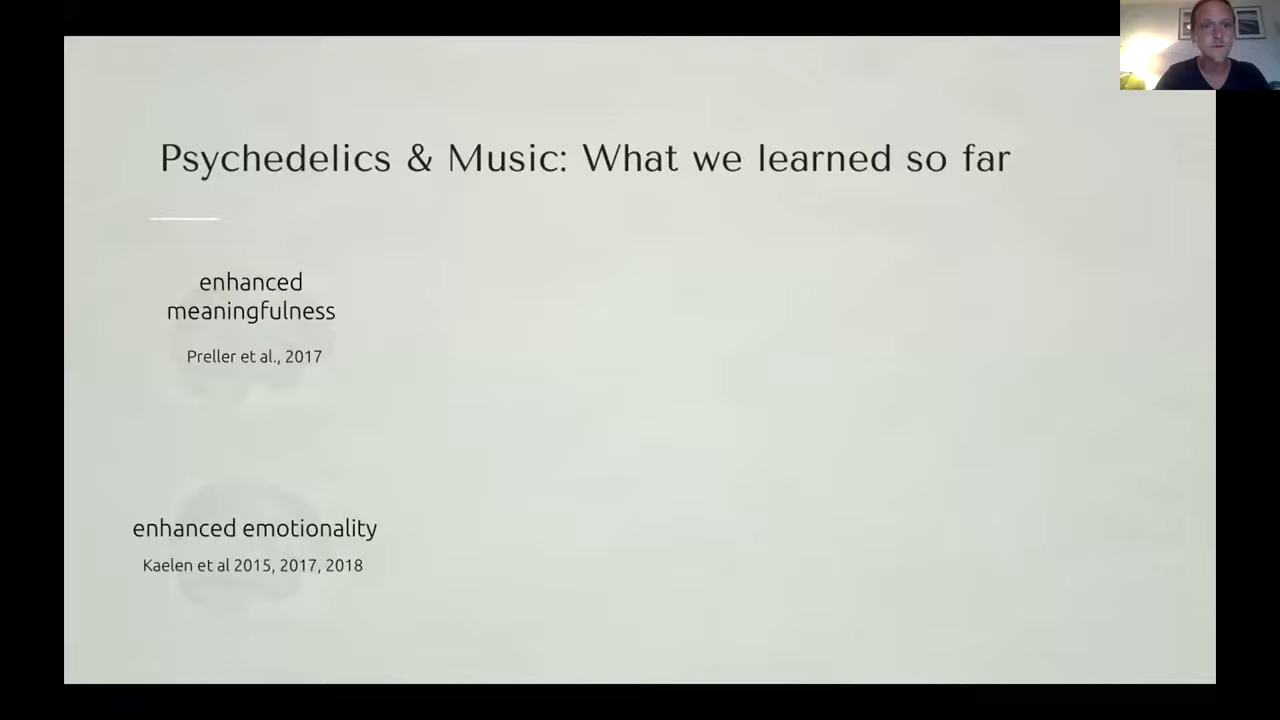 Psychedelics & Music: What we learned so far
enhanced
meaningfulness
Preller et al., 2017
enhanced emotionality
Kaelen et al 2015, 2017, 2018